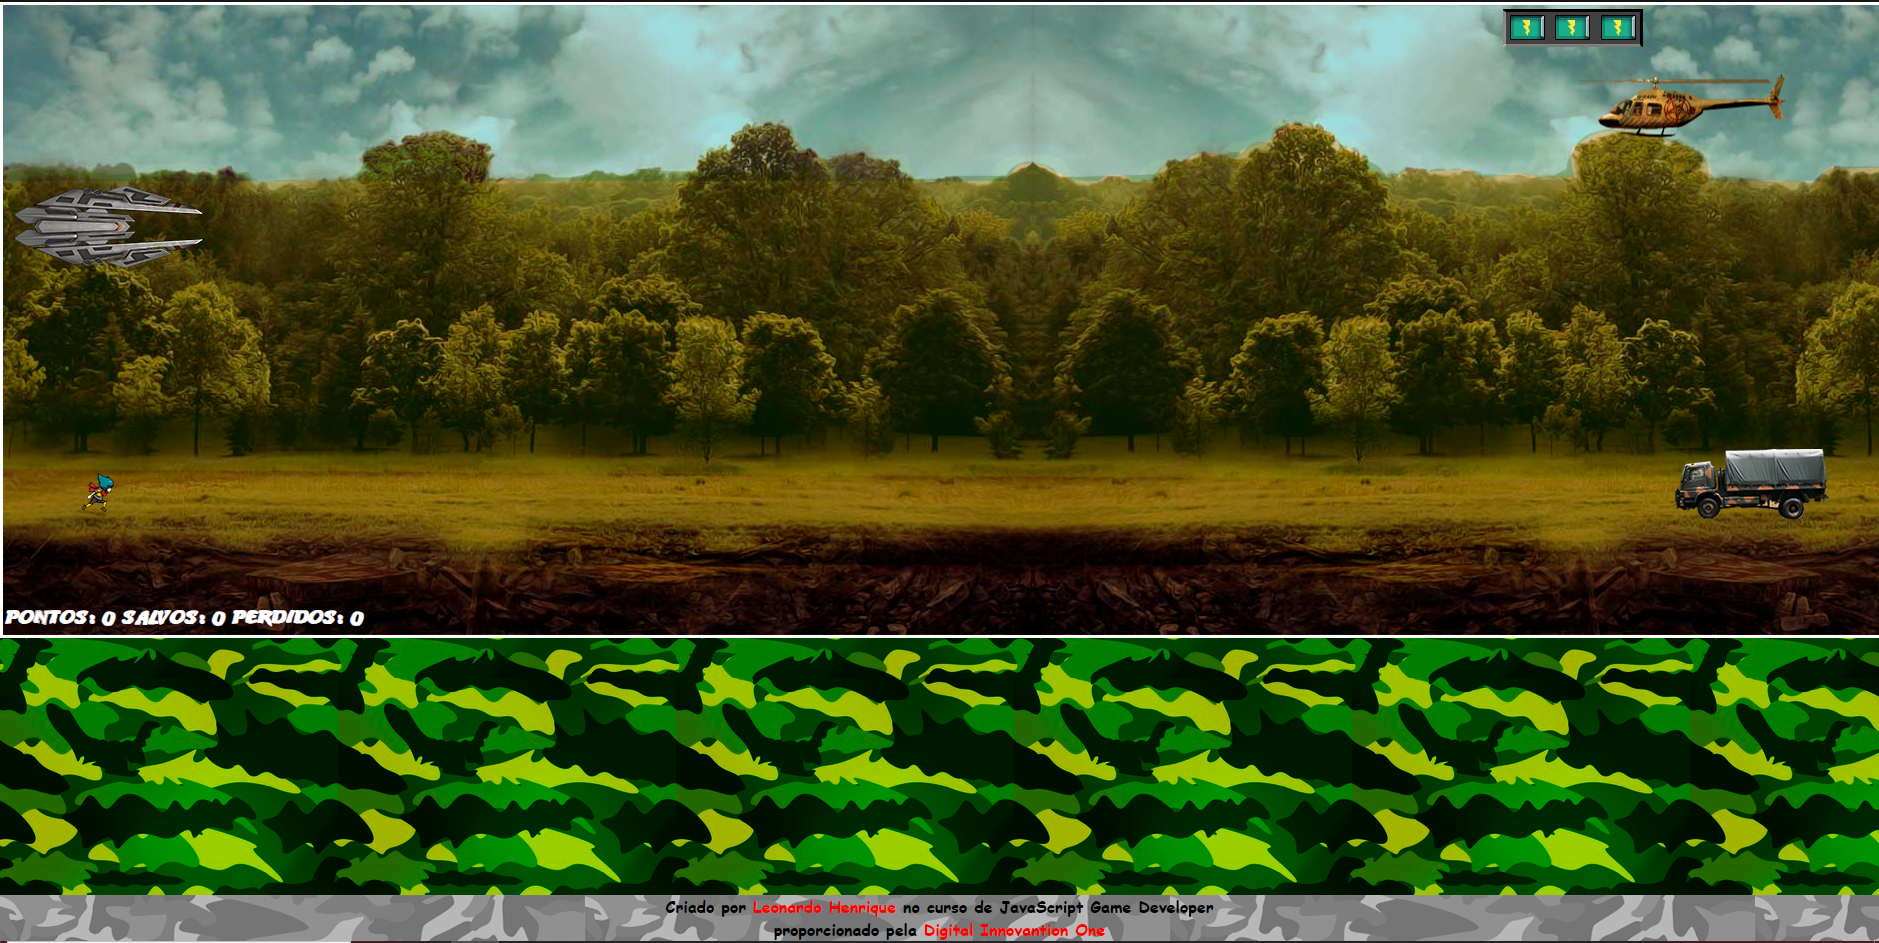 PONTOS: 0 SALVOS: 0 PERDIDOS: 0
Criado por Leonardo Henrique no curso de JavaScript Game Developer
proporcionado pela Digital Innovantion One